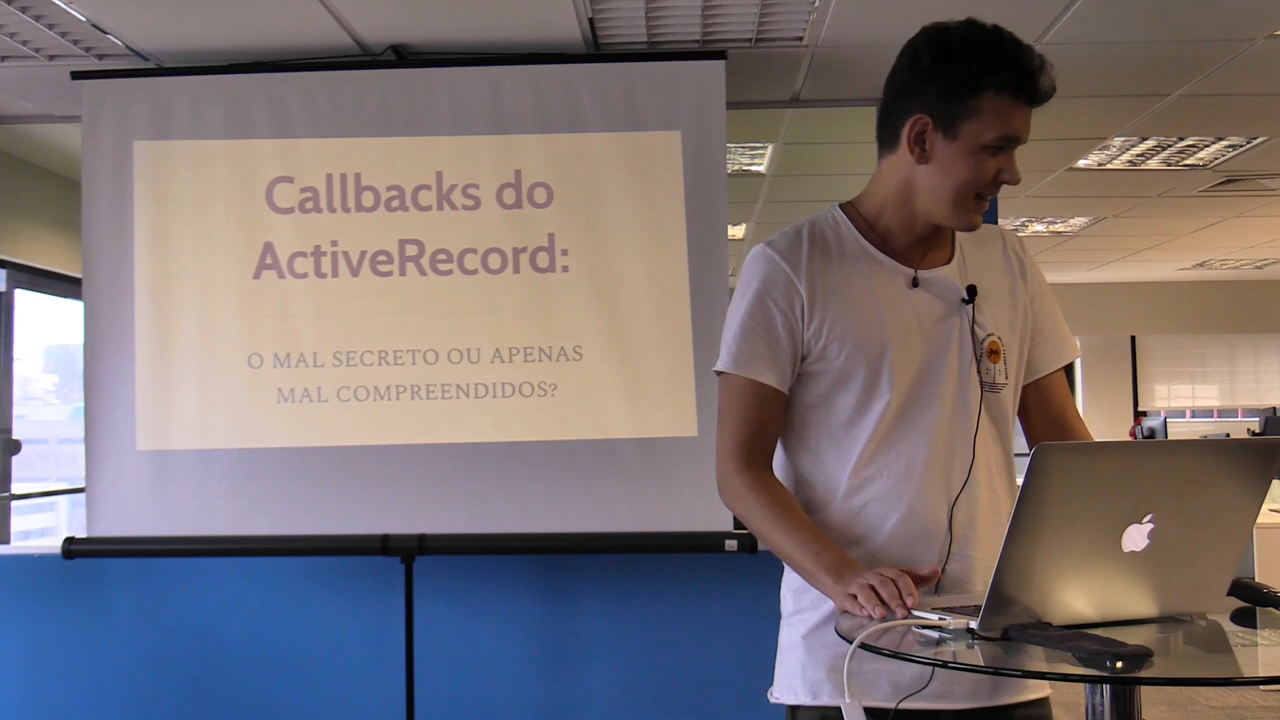 Callbacks do
ActiveRecord:
O MAL SECRETO OU APENAS
MAL COMPREENDIDOS?